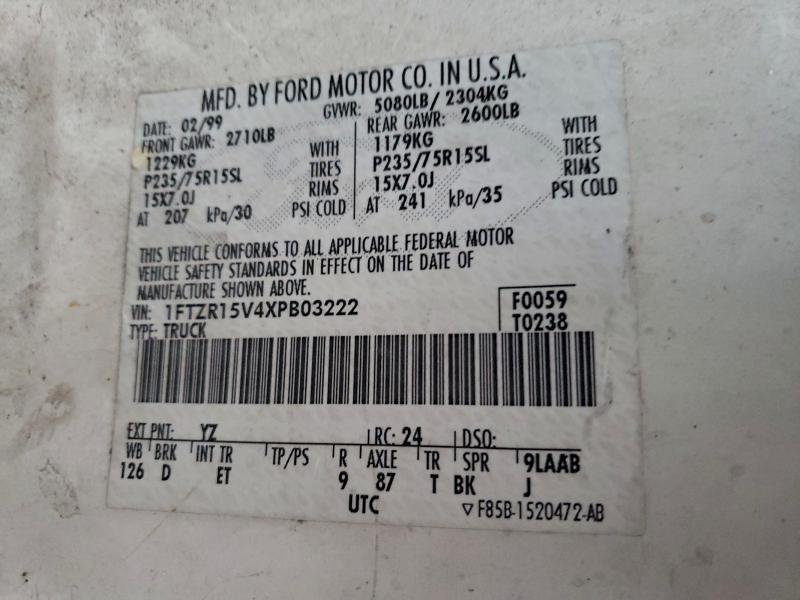 MFD. BY FORD MOTOR CO. IN U.S.A.
DATE: 02/99 GVWR: 5080LB/ 2304KG
FRONT GAWR: 2710LB
1229KG WITH
P235/75R15SL TIRES
15X7.0J RIMS
AT 207 kPa/30 PSI COLD
REAR GAWR: 2600LB
1179KG WITH
P235/75R15SL TIRES
15X7.0J RIMS
AT 241 kPa/35 PSI COLD
THIS VEHICLE CONFORMS TO ALL APPLICABLE FEDERAL MOTOR
VEHICLE SAFETY STANDARDS IN EFFECT ON THE DATE OF
MANUFACTURE SHOWN ABOVE.
VIN: 1FTZR15V4XPB03222
TYPE: TRUCK
F0059
T0238
EXT PNT: YZ RC: 24 DSO:
WB BRK INT TR TP/PS R AXLE TR SPR 9LAAB
126 D ET 9 87 T BK J
UTC
▽F85B-1520472-AB